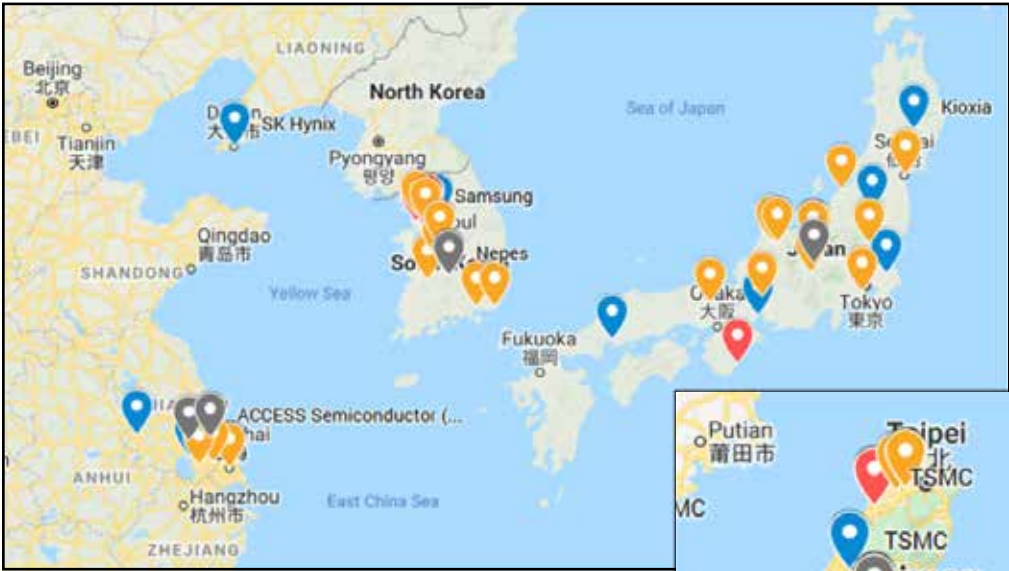 LIAONING
Beijing
北京
Tianjin
天津
SK Hynix
North Korea
Pyongyang
평양
Samsung
Nepes
Sea of Japan
Kioxia
Qingdao
青岛市
SHANDONG
Yellow Sea
Tokyo
東京
大阪
Fukuoka
福岡
ACCESS Semiconductor (...
ANHUI
Hangzhou
杭州市
East China Sea
ZHEJIANG
Putian
莆田市
Taipei
TSMC
TSMC